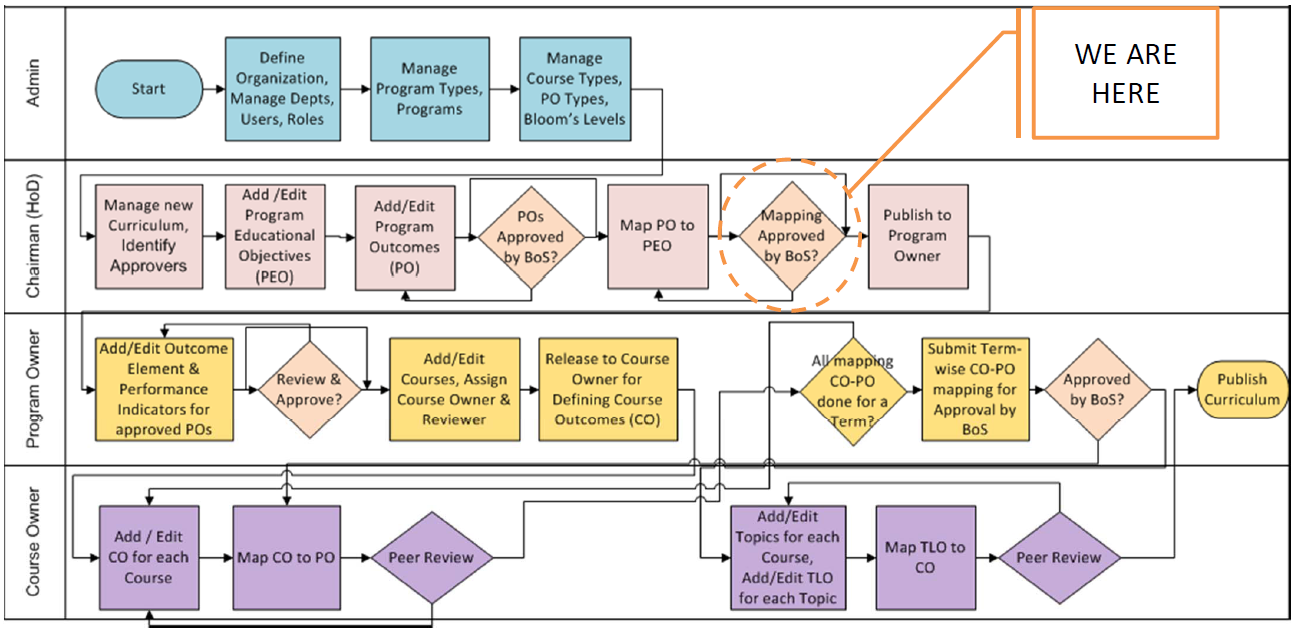 WE ARE
HERE
Admin
Start
Define
Organization,
Manage Depts,
Users, Roles
Manage
Program Types,
Programs
Manage
Course Types,
PO Types,
Bloom's Levels
Chairman (HoD)
Manage new
Curriculum,
Identify
Approvers
Add /Edit
Program
Educational
Objectives
(PEO)
Add/Edit
Program
Outcomes
(PO)
POs
Approved
by BoS?
Map PO to
PEO
Mapping
Approved
by BoS?
Publish to
Program
Owner
Program Owner
Add/Edit Outcome
Element &
Performance
Indicators for
approved POs
Review &
Approve?
Add/Edit
Courses, Assign
Course Owner &
Reviewer
Release to Course
Owner for
Defining Course
Outcomes (CO)
All mapping
CO-PO
done for a
Term?
Submit Term-
wise CO-PO
mapping for
Approval by
BoS
Approved
by BoS?
Publish
Curriculum
Course Owner
Add / Edit
CO for each
Course
Map CO to PO
Peer Review
Add/Edit
Topics for each
Course,
Add/Edit TLO
for each Topic
Map TLO to
CO
Peer Review